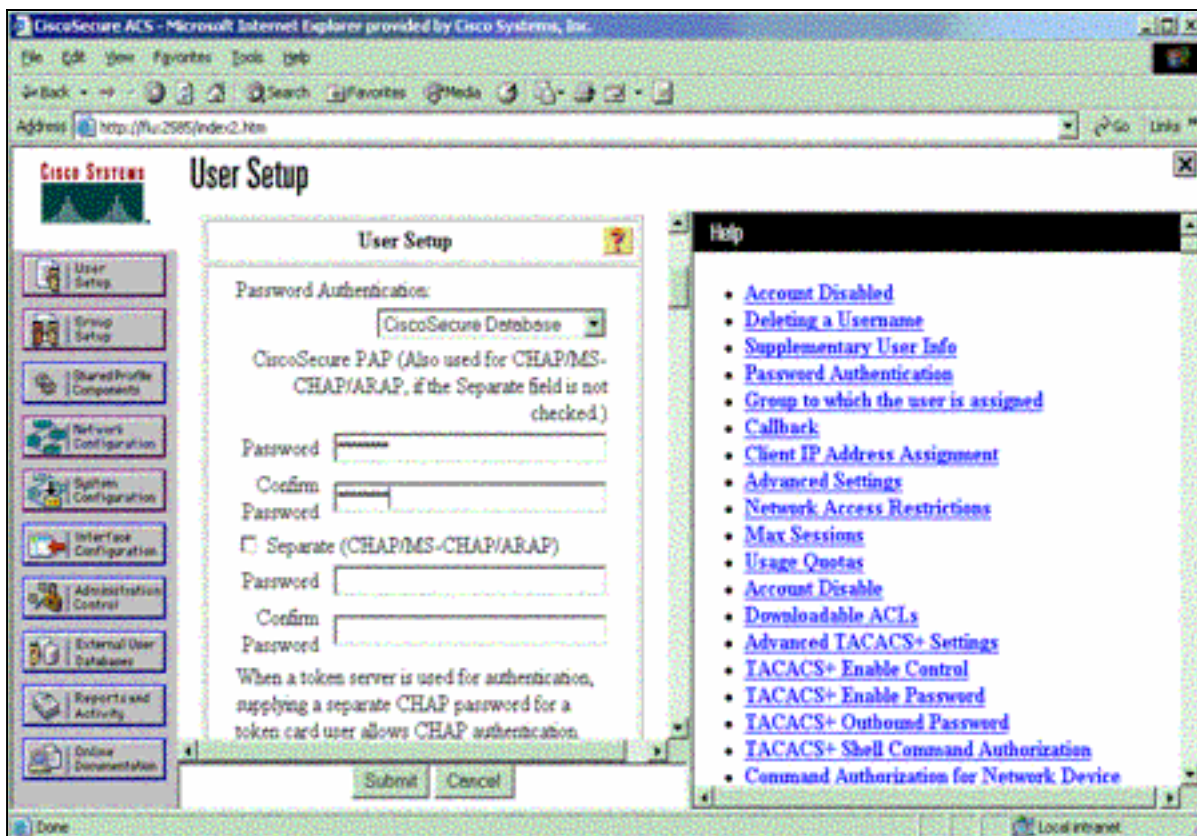 CiscoSecure ACS - Microsoft Internet Explorer provided by Cisco Systems, Inc.
File Edit View Favorites Tools Help
Back Search Favorites Media
Address http://flu:2585/index2.htm Go Links
CISCO SYSTEMS
User Setup
User Setup
Group Setup
Shared Profile Components
Network Configuration
System Configuration
Interface Configuration
Administration Control
External User Databases
Reports and Activity
Online Documentation
User Setup
Password Authentication:
CiscoSecure Database
CiscoSecure PAP (Also used for CHAP/MS-
CHAP/ARAP, if the Separate field is not
checked.)
Password
Confirm
Password
Separate (CHAP/MS-CHAP/ARAP)
Password
Confirm
Password
When a token server is used for authentication,
supplying a separate CHAP password for a
token card user allows CHAP authentication.
Submit Cancel
Help
Account Disabled
Deleting a Username
Supplementary User Info
Password Authentication
Group to which the user is assigned
Callback
Client IP Address Assignment
Advanced Settings
Network Access Restrictions
Max Sessions
Usage Quotas
Account Disable
Downloadable ACLs
Advanced TACACS+ Settings
TACACS+ Enable Control
TACACS+ Enable Password
TACACS+ Outbound Password
TACACS+ Shell Command Authorization
Command Authorization for Network Device
Done
Local intranet